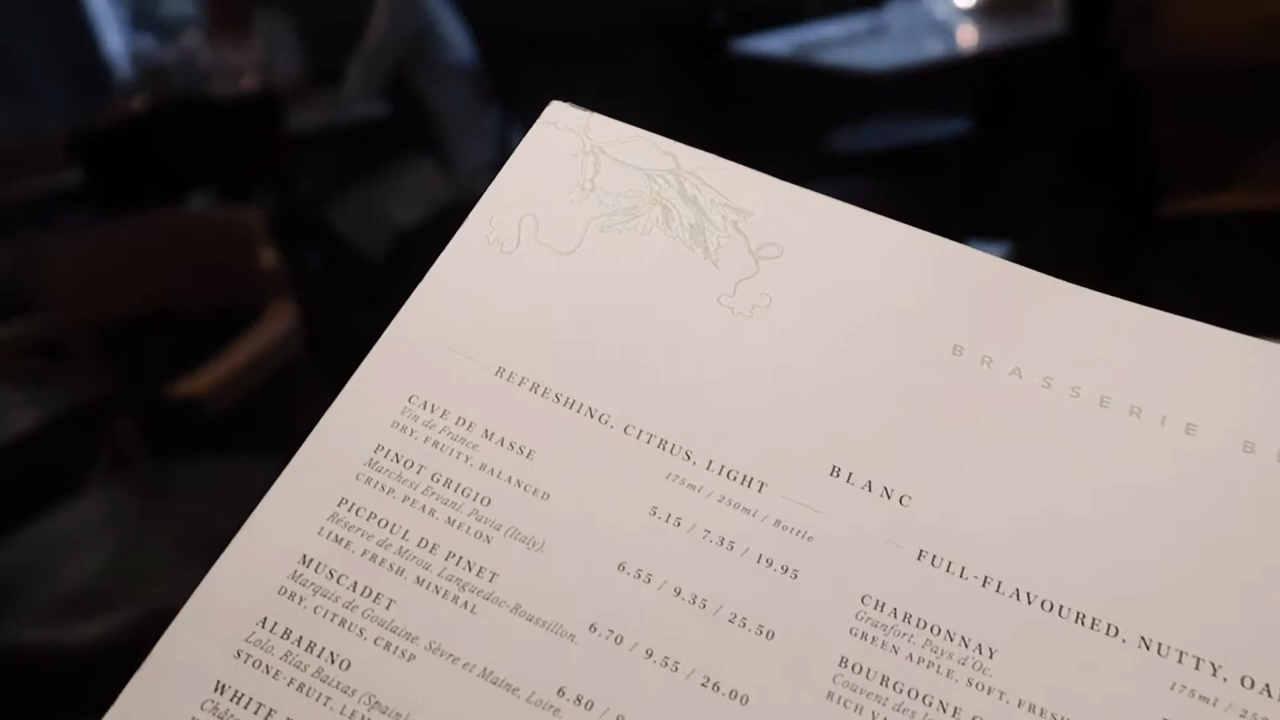 BRASSERIE
BLANC
REFRESHING, CITRUS, LIGHT
175ml / 250ml / Bottle
CAVE DE MASSE
Vin de France.
DRY, FRUITY, BALANCED
5.15 / 7.35 / 19.95
PINOT GRIGIO
Marchesi Ervani. Pavia (Italy).
CRISP, PEAR, MELON
6.55 / 9.35 / 25.50
PICPOUL DE PINET
Réserve de Mirou. Languedoc-Roussillon.
LIME, FRESH, MINERAL
6.70 / 9.55 / 26.00
MUSCADET
Marquis de Goulaine. Sèvre et Maine, Loire.
DRY, CITRUS, CRISP
6.80 /
ALBARINO
Lolo. Rías Baixas (Spain)
STONE-FRUIT,
WHITE
FULL-FLAVOURED, NUTTY,
175ml /
CHARDONNAY
Granfort. Pays d'Oc.
GREEN APPLE, SOFT, FRESH
BOURGOGNE
Couvent des
RICH